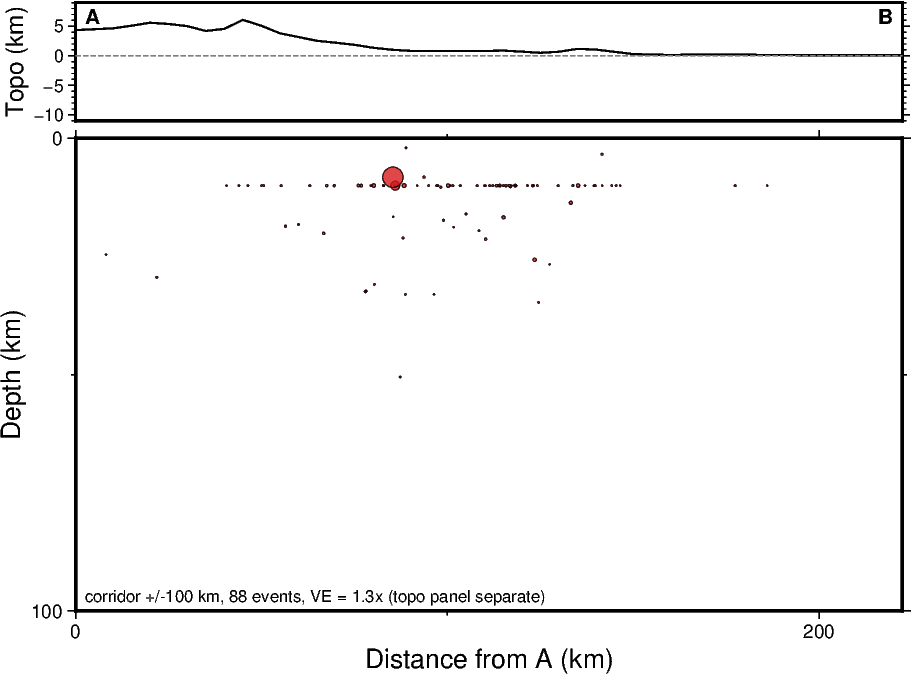 A
B
Topo (km)
5
0
−5
−10
0
Depth (km)
100
corridor +/-100 km, 88 events, VE = 1.3x (topo panel separate)
0
200
Distance from A (km)